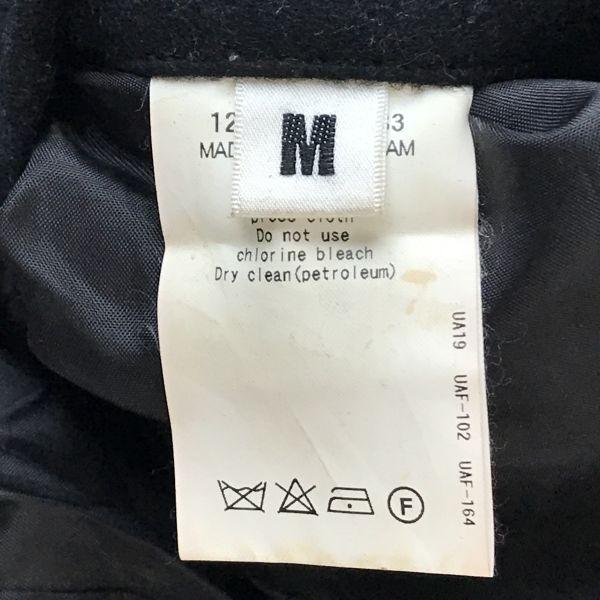 M
Do not use
chlorine bleach
Dry clean(petroleum)
F
UA19 UAF-102 UAF-164